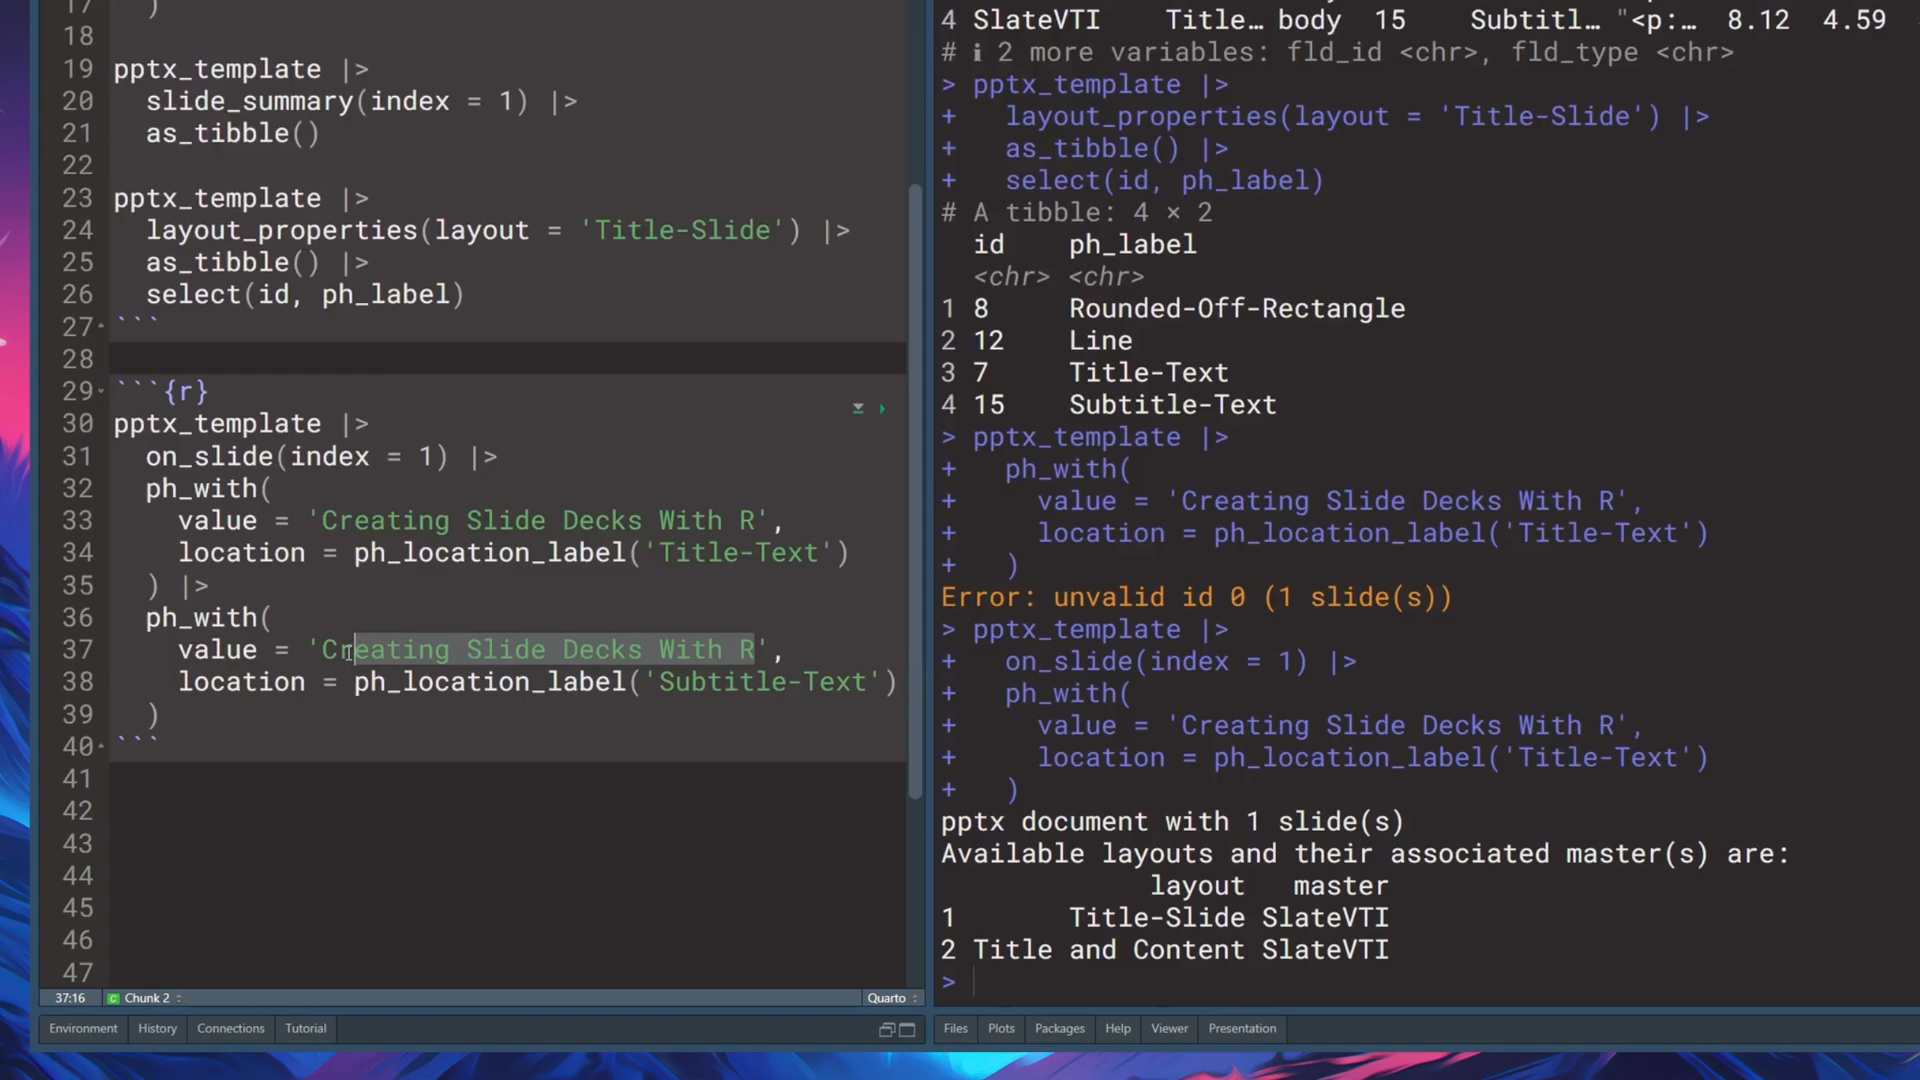 17   )
18
19 pptx_template |>
20   slide_summary(index = 1) |>
21   as_tibble()
22
23 pptx_template |>
24   layout_properties(layout = 'Title-Slide') |>
25   as_tibble() |>
26   select(id, ph_label)
27 ```
28
29 ```{r}
30 pptx_template |>
31   on_slide(index = 1) |>
32   ph_with(
33     value = 'Creating Slide Decks With R',
34     location = ph_location_label('Title-Text')
35   ) |>
36   ph_with(
37     value = 'Creating Slide Decks With R',
38     location = ph_location_label('Subtitle-Text')
39   )
40 ```
41
42
43
44
45
46
47
37:16 C Chunk 2 Quarto
Environment History Connections Tutorial
4 SlateVTI    Title… body  15    Subtitl… "<p:…  8.12  4.59
# ℹ 2 more variables: fld_id <chr>, fld_type <chr>
> pptx_template |>
+   layout_properties(layout = 'Title-Slide') |>
+   as_tibble() |>
+   select(id, ph_label)
# A tibble: 4 × 2
  id    ph_label
  <chr> <chr>
1 8     Rounded-Off-Rectangle
2 12    Line
3 7     Title-Text
4 15    Subtitle-Text
> pptx_template |>
+   ph_with(
+     value = 'Creating Slide Decks With R',
+     location = ph_location_label('Title-Text')
+   )
Error: unvalid id 0 (1 slide(s))
> pptx_template |>
+   on_slide(index = 1) |>
+   ph_with(
+     value = 'Creating Slide Decks With R',
+     location = ph_location_label('Title-Text')
+   )
pptx document with 1 slide(s)
Available layouts and their associated master(s) are:
             layout   master
1       Title-Slide SlateVTI
2 Title and Content SlateVTI
>
Files Plots Packages Help Viewer Presentation